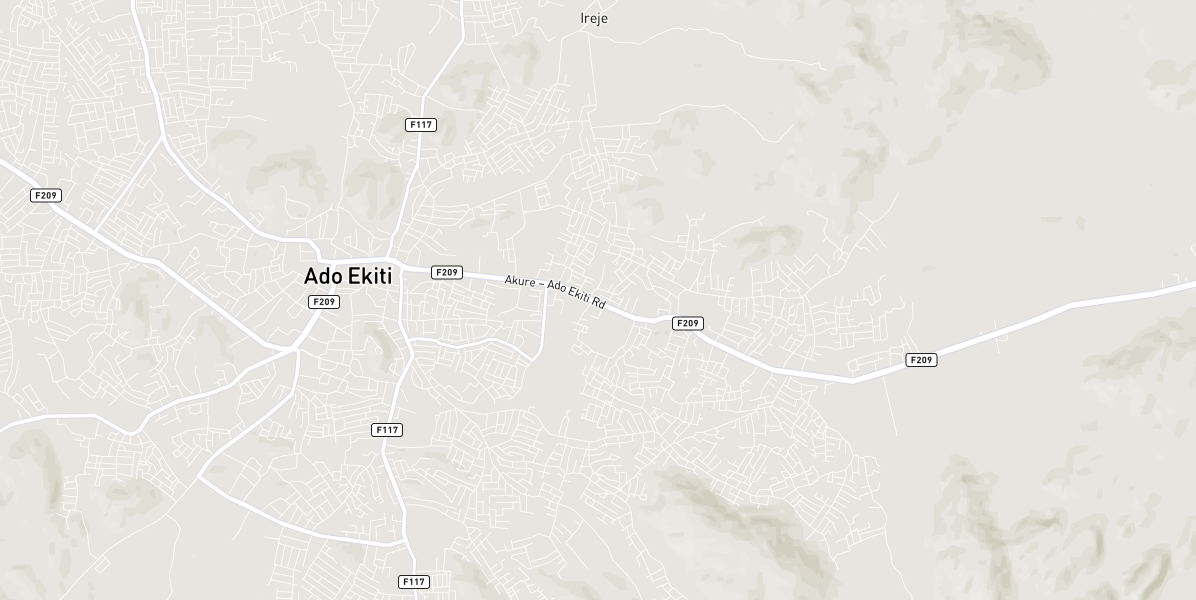 Ireje
F117
F209
Ado Ekiti
F209
Akure – Ado Ekiti Rd
F209
F209
F209
F117
F117